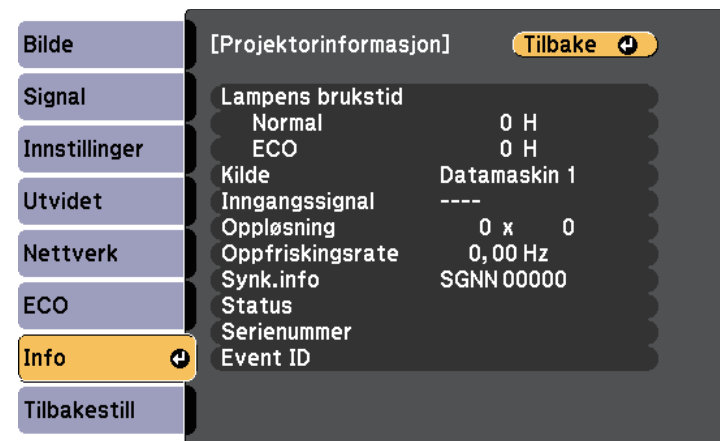 Bilde
Signal
Innstillinger
Utvidet
Nettverk
ECO
Info
Tilbakestill
[Projektorinformasjon] Tilbake
Lampens brukstid
Normal 0 H
ECO 0 H
Kilde Datamaskin 1
Inngangssignal ----
Oppløsning 0 x 0
Oppfriskingsrate 0,00 Hz
Synk.info SGNN 00000
Status
Serienummer
Event ID